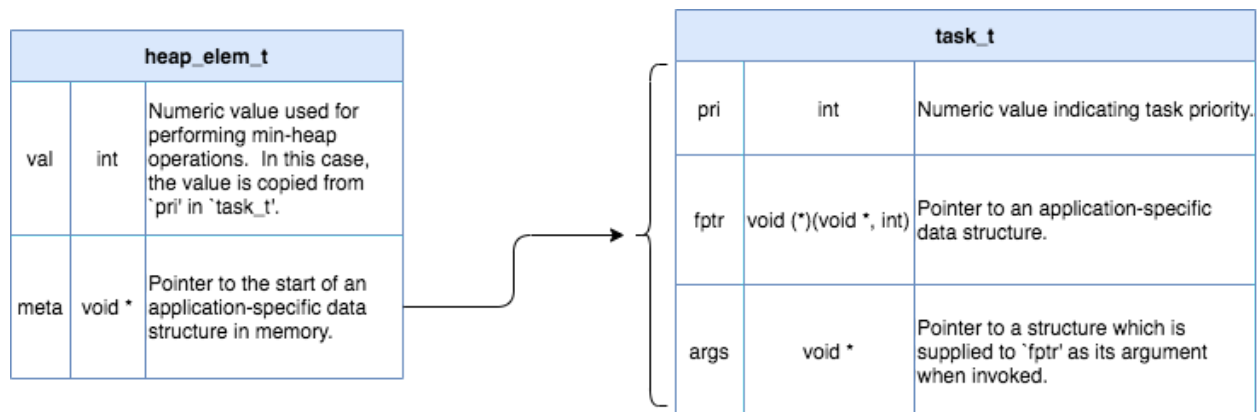 heap_elem_t
val
int
Numeric value used for
performing min-heap
operations. In this case,
the value is copied from
`pri' in `task_t'.
meta
void *
Pointer to the start of an
application-specific data
structure in memory.
task_t
pri
int
Numeric value indicating task priority.
fptr
void (*)(void *, int)
Pointer to an application-specific
data structure.
args
void *
Pointer to a structure which is
supplied to `fptr' as its argument
when invoked.